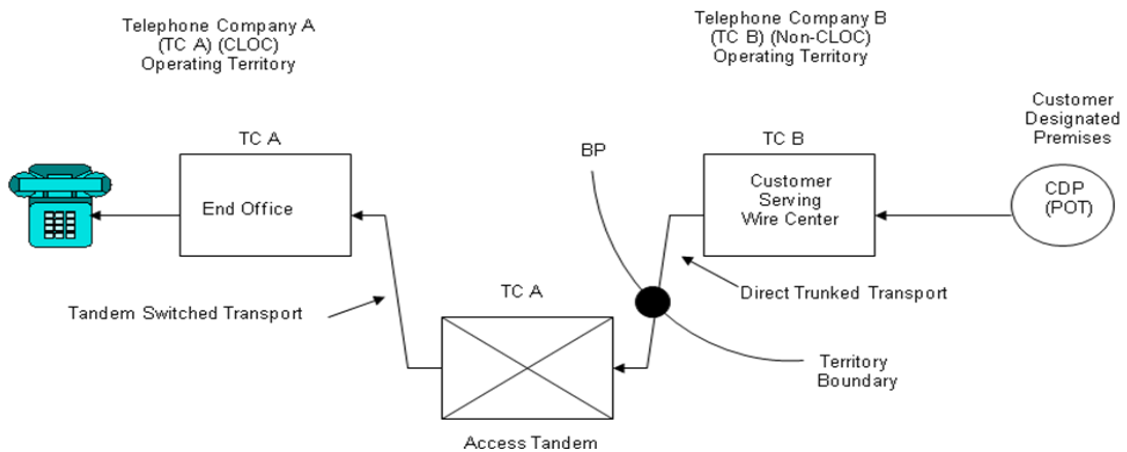 Telephone Company A
(TC A) (CLOC)
Operating Territory
Telephone Company B
(TC B) (Non-CLOC)
Operating Territory
Customer
Designated
Premises
TC A
BP
TC B
End Office
Customer
Serving
Wire Center
CDP
(POT)
Tandem Switched Transport
TC A
Direct Trunked Transport
Territory
Boundary
Access Tandem